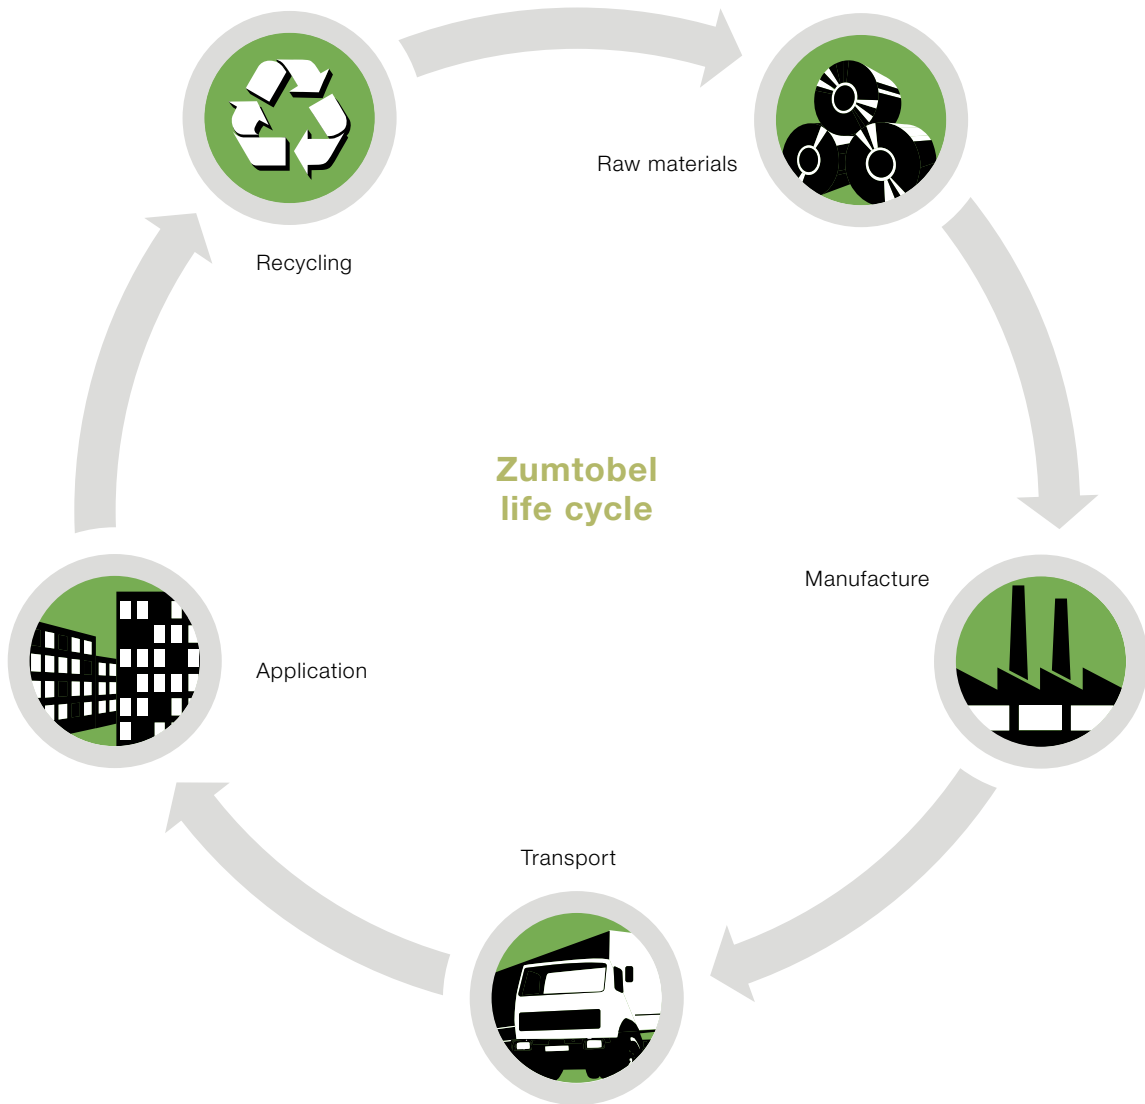 Raw materials
Recycling
Zumtobel
life cycle
Manufacture
Application
Transport